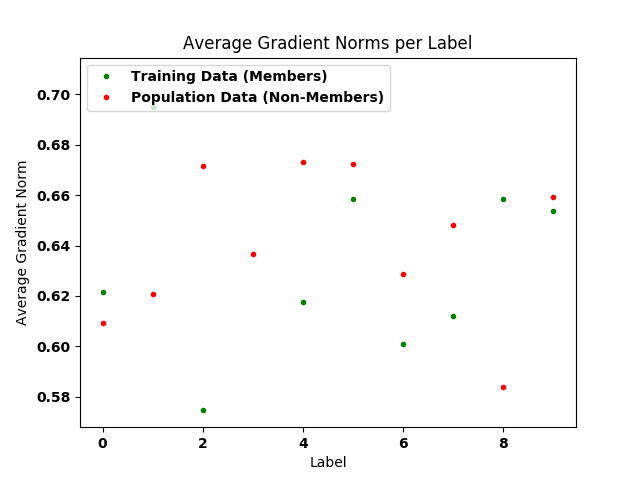 Average Gradient Norms per Label
Training Data (Members)
Population Data (Non-Members)
0.70
0.68
0.66
0.64
0.62
0.60
0.58
Average Gradient Norm
0 2 4 6 8
Label